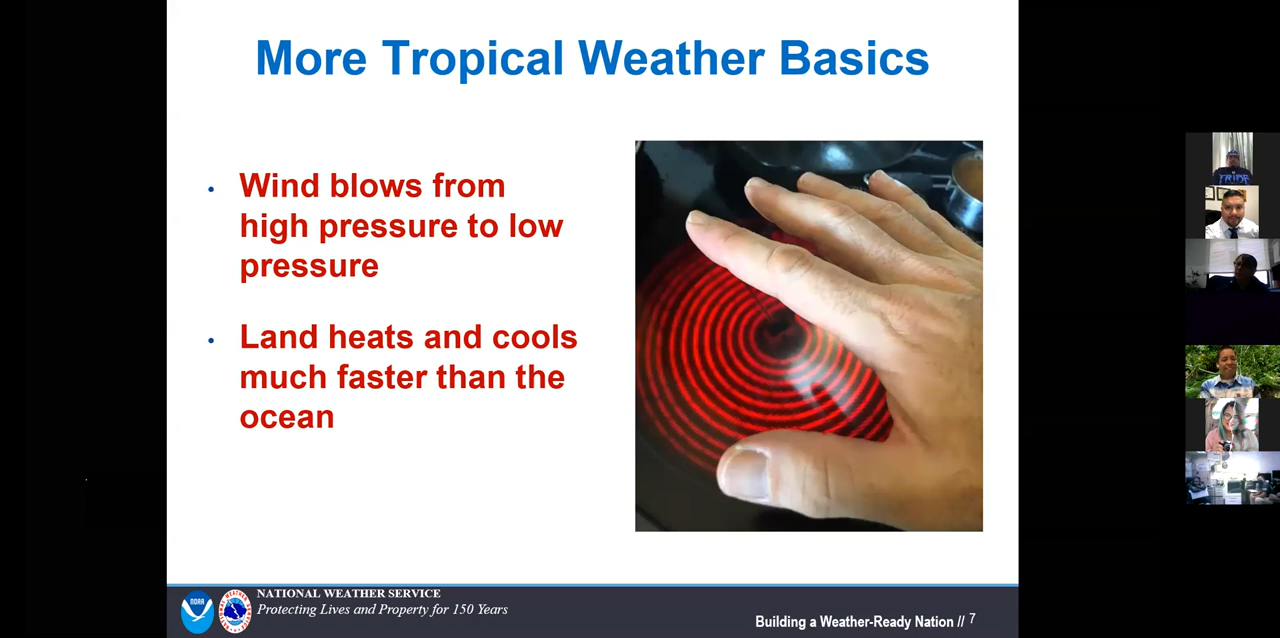 More Tropical Weather Basics
• Wind blows from
high pressure to low
pressure
• Land heats and cools
much faster than the
ocean
NOAA
NATIONAL WEATHER SERVICE
Protecting Lives and Property for 150 Years
Building a Weather-Ready Nation // 7